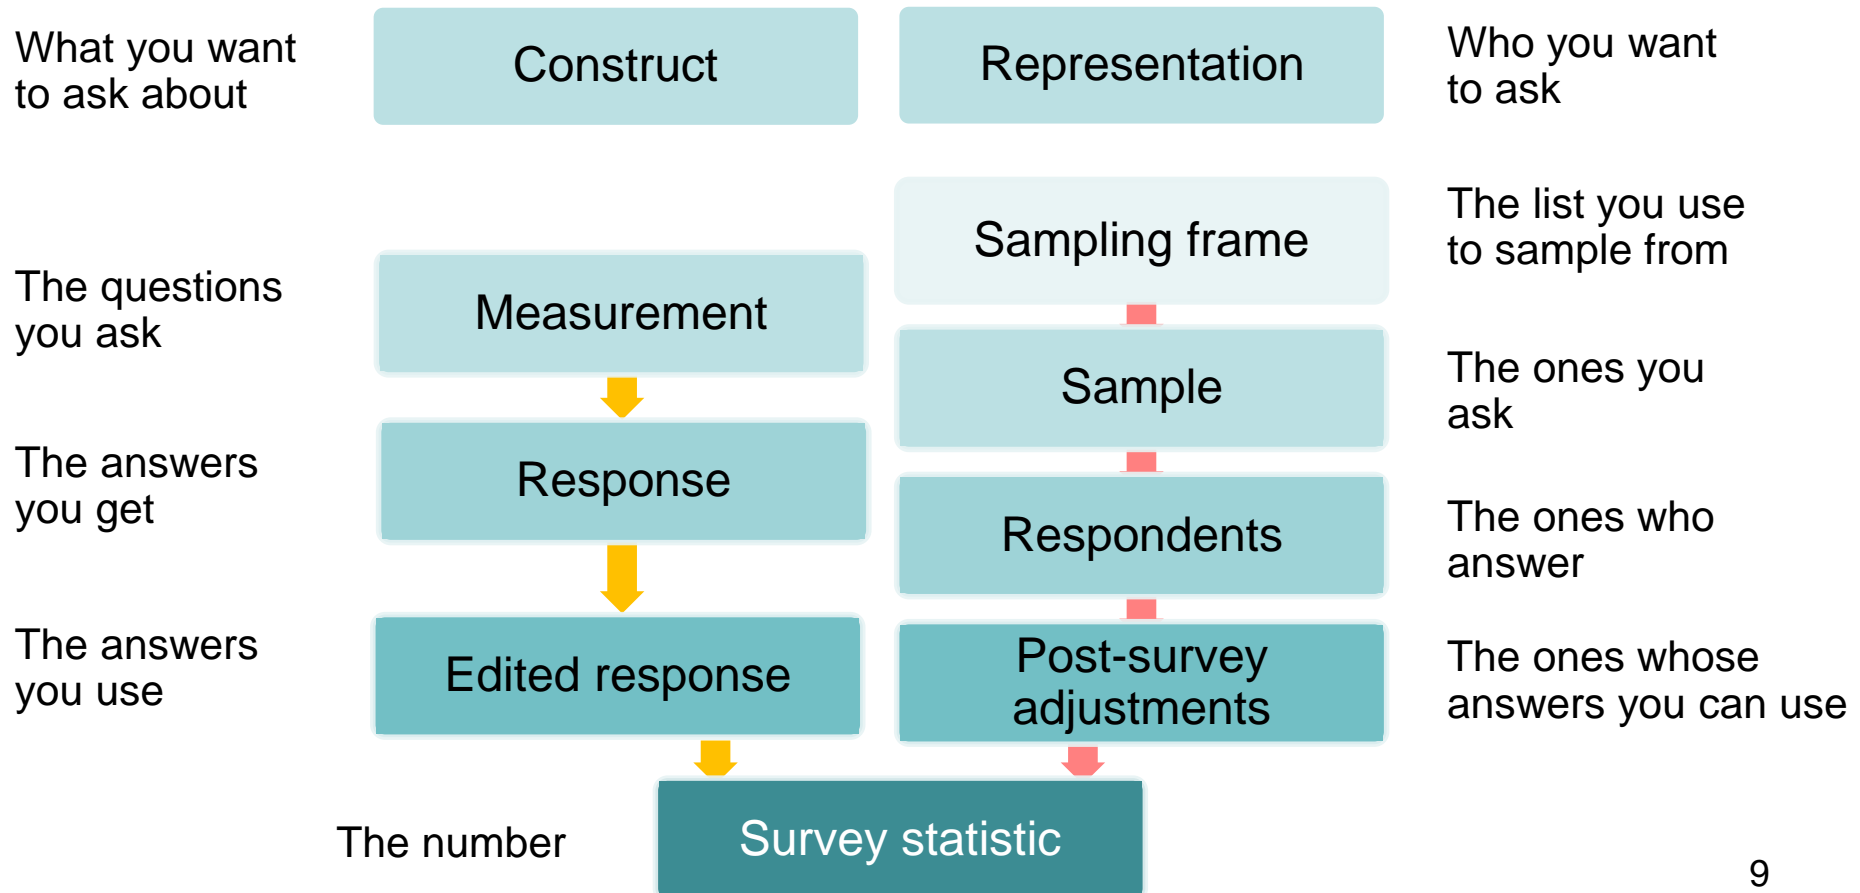 What you want
to ask about
Construct
Representation
Who you want
to ask
Sampling frame
The list you use
to sample from
The questions
you ask
Measurement
Sample
The ones you
ask
The answers
you get
Response
Respondents
The ones who
answer
The answers
you use
Edited response
Post-survey
adjustments
The ones whose
answers you can use
The number
Survey statistic
9